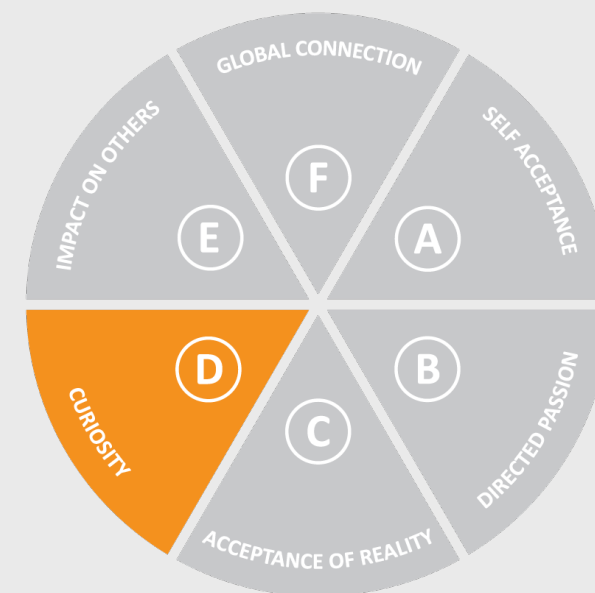 GLOBAL CONNECTION
F
SELF ACCEPTANCE
A
DIRECTED PASSION
B
ACCEPTANCE OF REALITY
C
CURIOSITY
D
IMPACT ON OTHERS
E